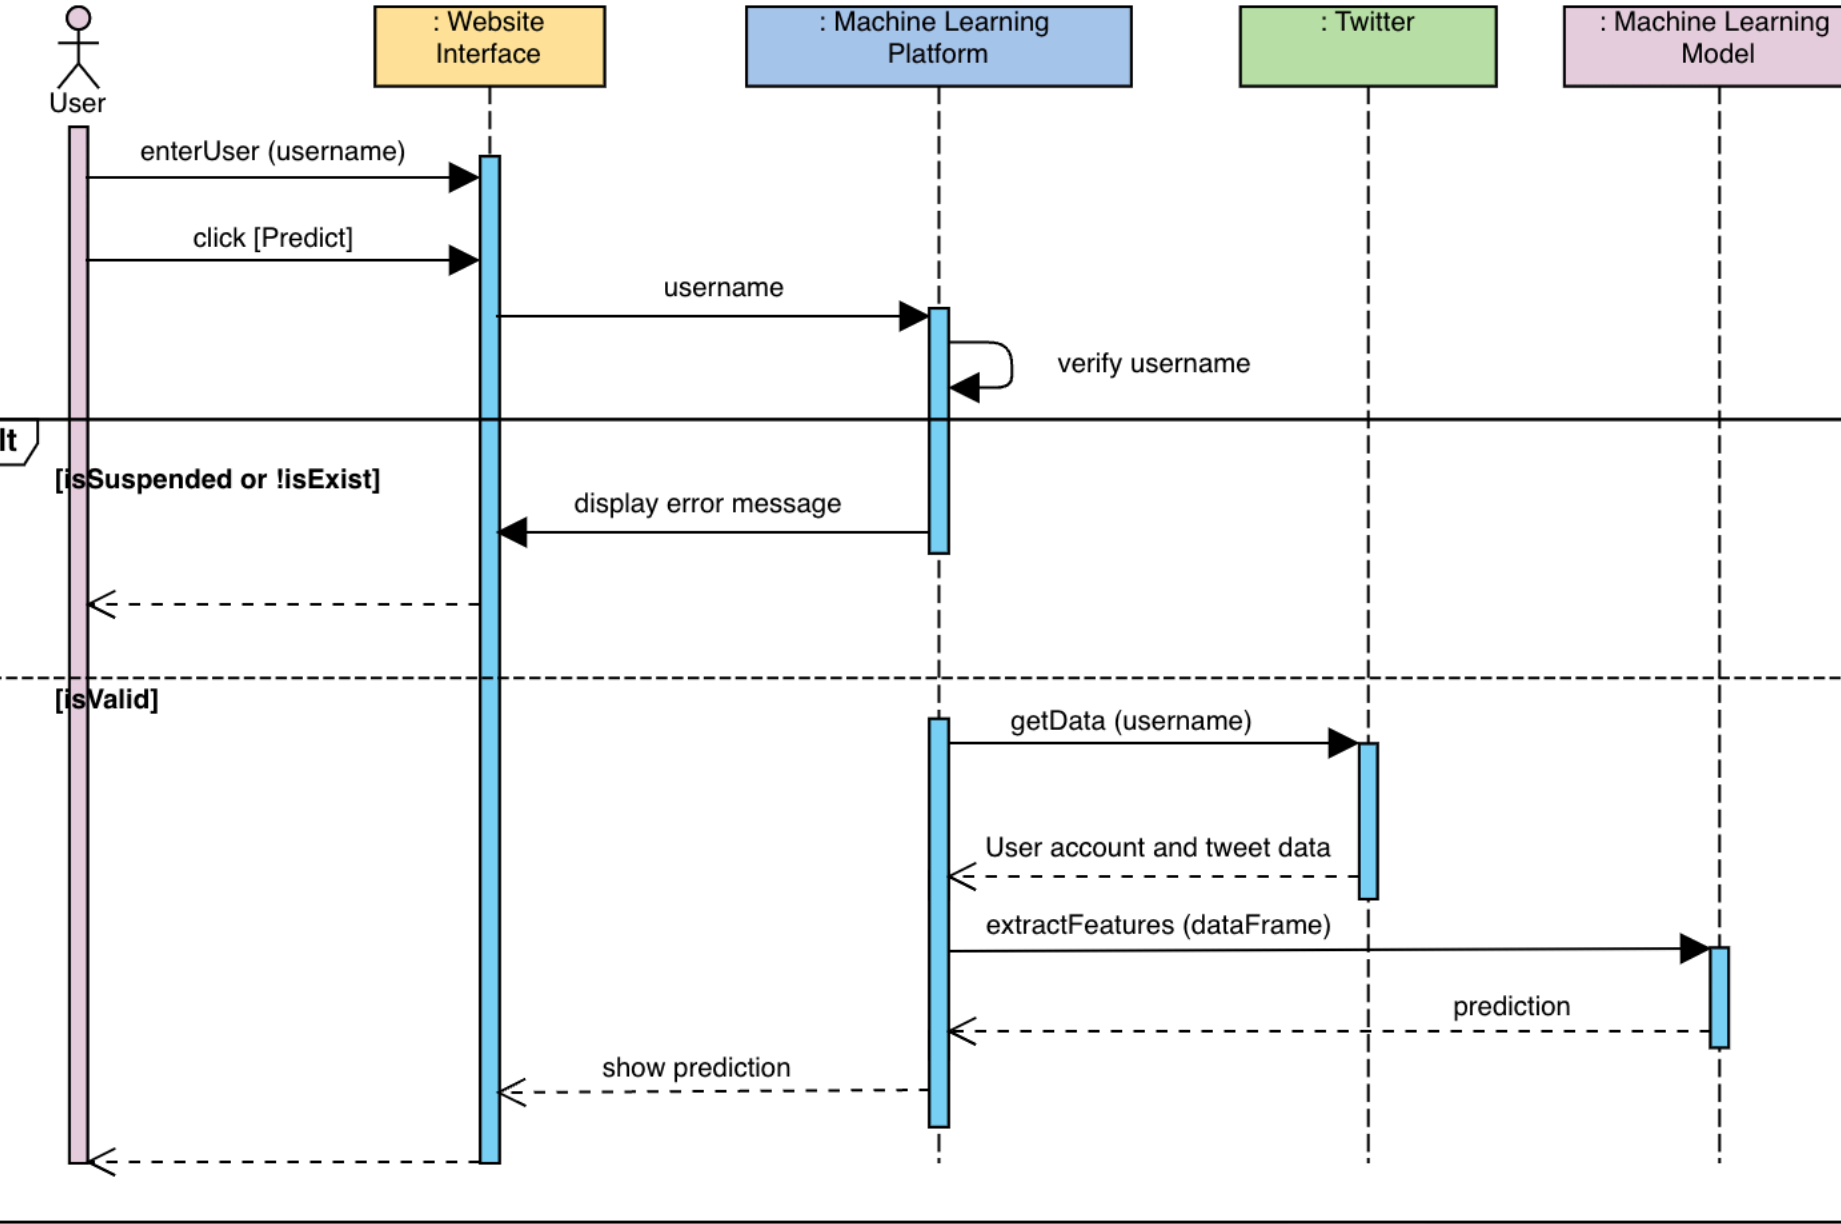 : Website
Interface
: Machine Learning
Platform
: Twitter
: Machine Learning
Model
User
enterUser (username)
click [Predict]
username
verify username
lt
[isSuspended or !isExist]
display error message
[isValid]
getData (username)
User account and tweet data
extractFeatures (dataFrame)
prediction
show prediction